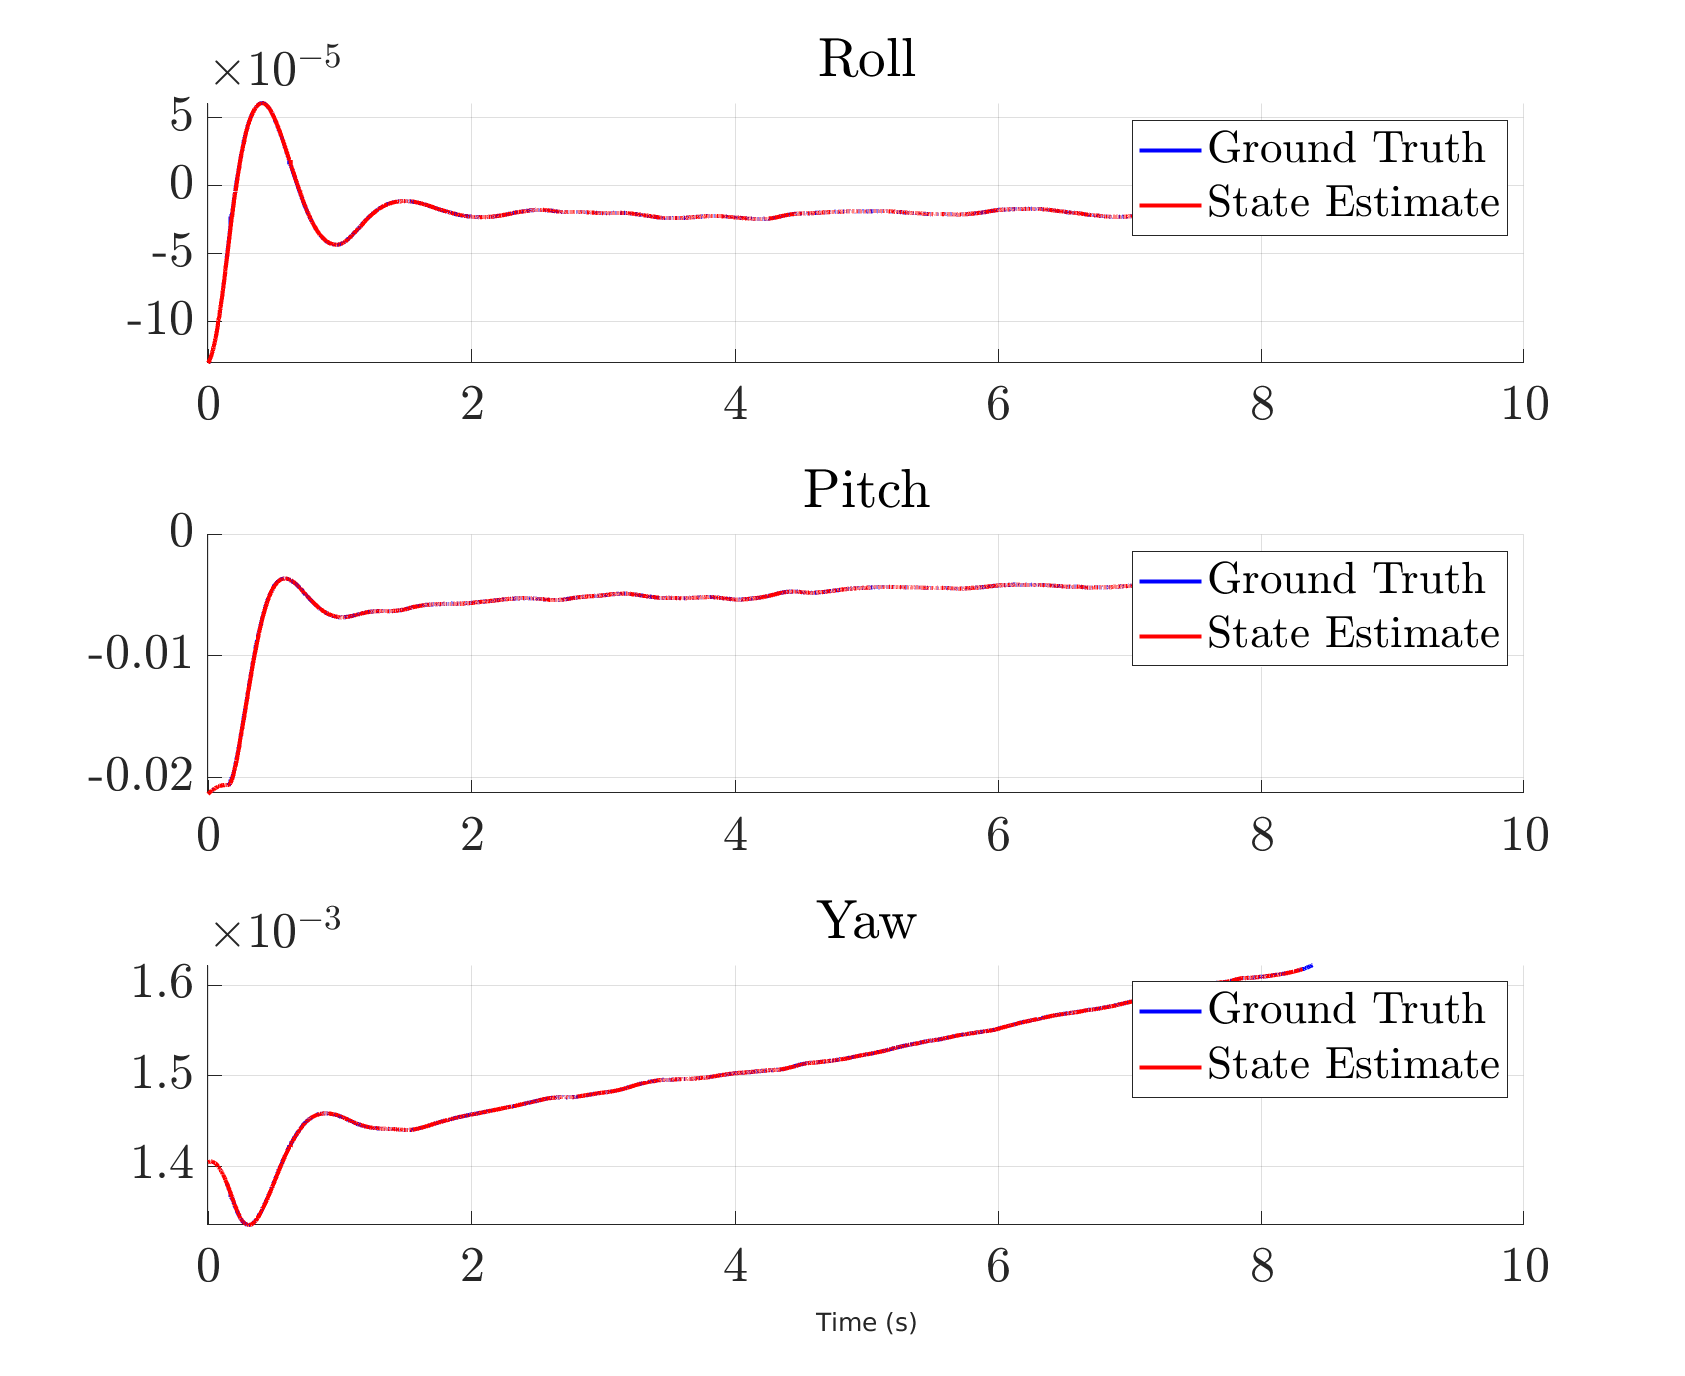 Roll
×10⁻⁵
5
0
-5
-10
Ground Truth
State Estimate
0 2 4 6 8 10
Pitch
0
-0.01
-0.02
Ground Truth
State Estimate
0 2 4 6 8 10
Yaw
×10⁻³
1.6
1.5
1.4
Ground Truth
State Estimate
0 2 4 6 8 10
Time (s)